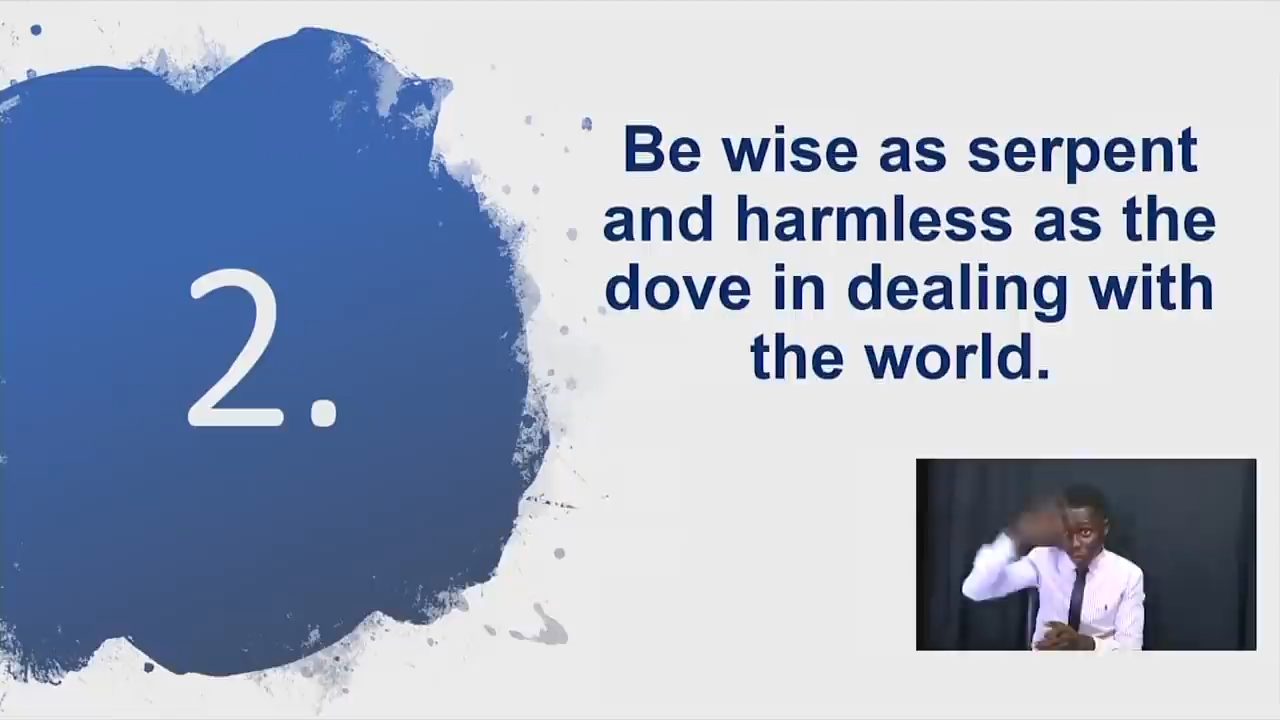 2.
Be wise as serpent
and harmless as the
dove in dealing with
the world.